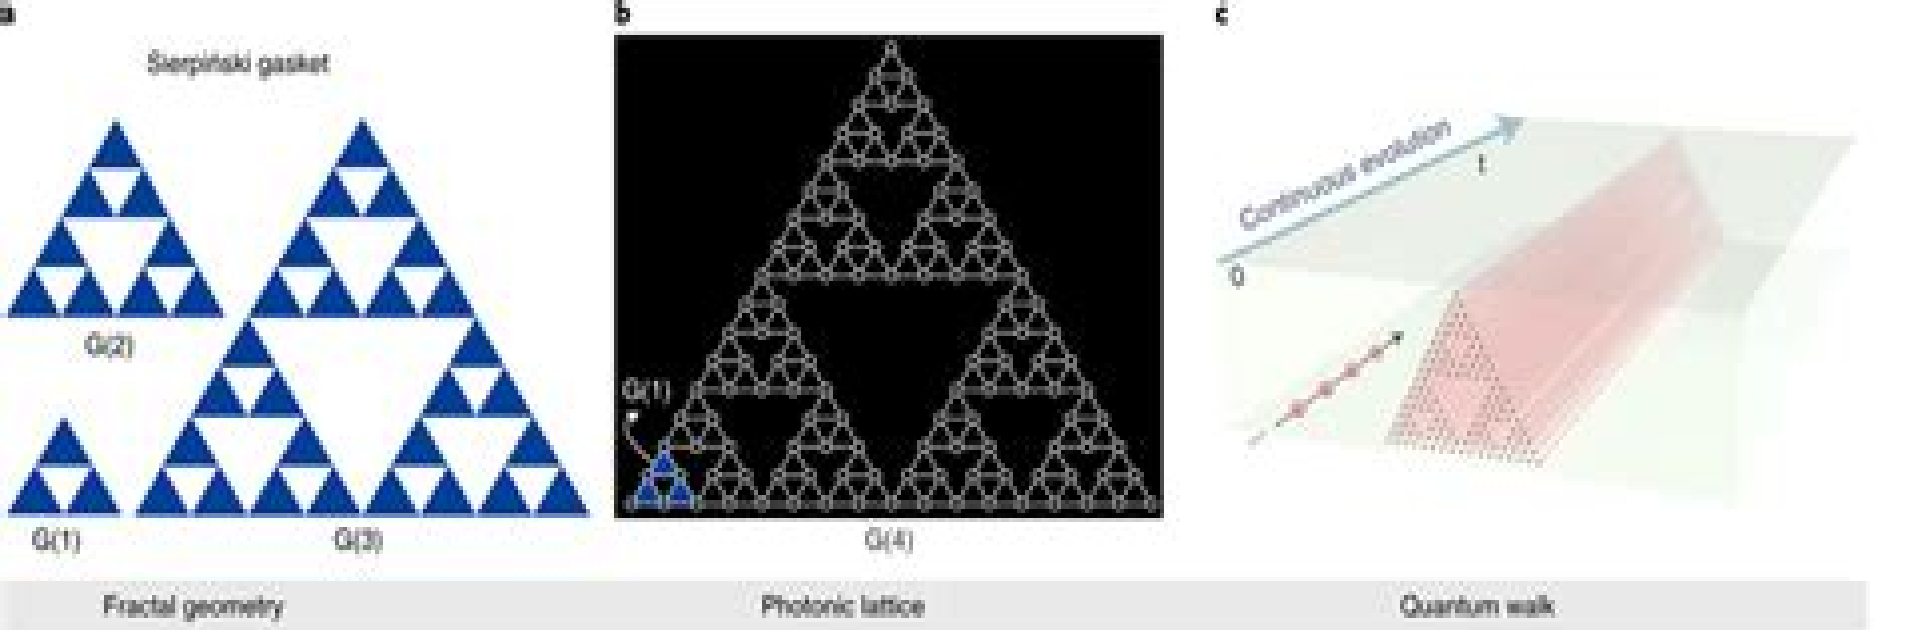 a
Sierpiński gasket
G(2)
G(1)
G(3)
Fractal geometry
b
G(1)
G(4)
Photonic lattice
c
Continuous evolution
t
0
Quantum walk